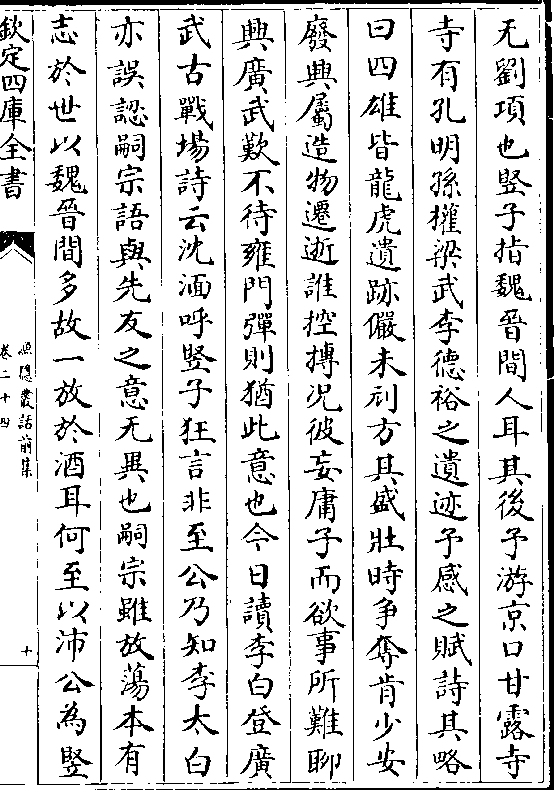 无劉項也豎子指魏晉間人耳其後予游京口甘露寺
寺有孔明孫權梁武李德裕之遺迹予感之賦詩其略
曰四雄皆龍虎遺跡儼未刓方其盛壯時爭奪肯少安
廢興屬造物遷逝誰控摶况彼妄庸子而欲事所難聊
興廣武歎不待雍門彈則猶此意也今日讀李白登廣
武古戰場詩云沈湎呼豎子狂言非至公乃知李太白
亦誤認嗣宗語與先友之意无異也嗣宗雖放蕩本有
志於世以魏晉間多故一放於酒耳何至以沛公為豎
欽定四庫全書
漁隱叢話前集
卷二十四
十